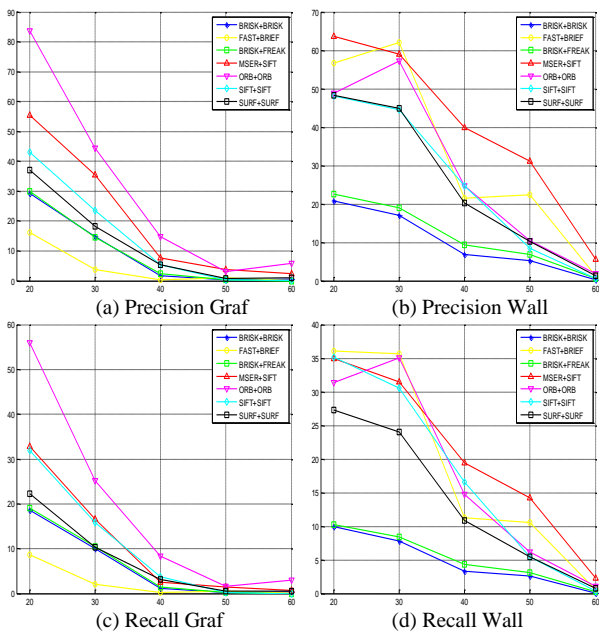 90
80
70
60
50
40
30
20
10
0
20 30 40 50 60
BRISK+BRISK
FAST+BRIEF
BRISK+FREAK
MSER+SIFT
ORB+ORB
SIFT+SIFT
SURF+SURF
(a) Precision Graf
70
60
50
40
30
20
10
0
20 30 40 50 60
BRISK+BRISK
FAST+BRIEF
BRISK+FREAK
MSER+SIFT
ORB+ORB
SIFT+SIFT
SURF+SURF
(b) Precision Wall
60
50
40
30
20
10
0
20 30 40 50 60
BRISK+BRISK
FAST+BRIEF
BRISK+FREAK
MSER+SIFT
ORB+ORB
SIFT+SIFT
SURF+SURF
(c) Recall Graf
40
35
30
25
20
15
10
5
0
20 30 40 50 60
BRISK+BRISK
FAST+BRIEF
BRISK+FREAK
MSER+SIFT
ORB+ORB
SIFT+SIFT
SURF+SURF
(d) Recall Wall